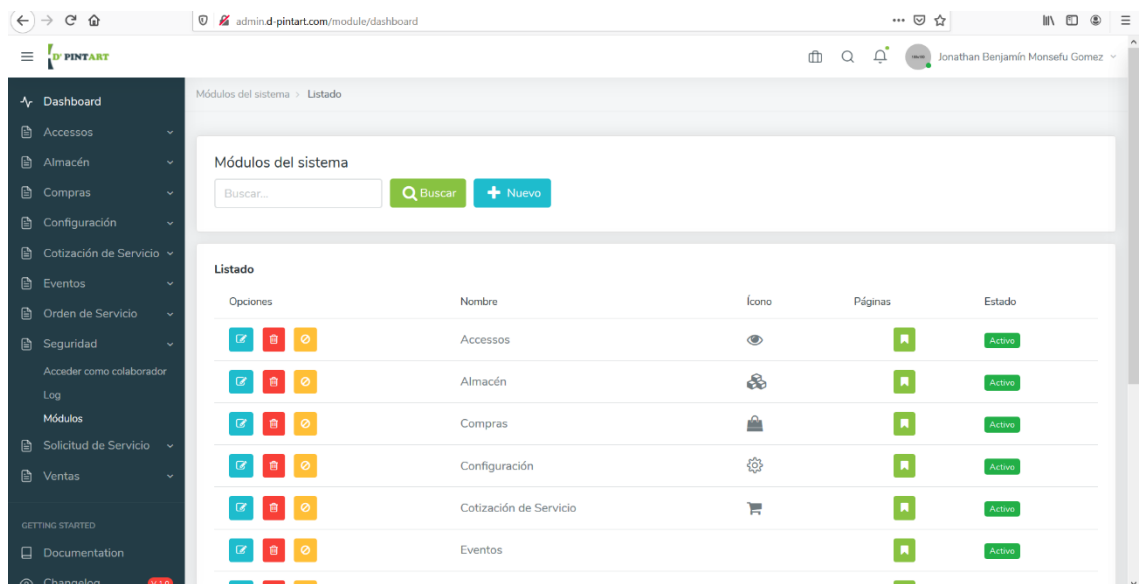 admin.d-pintart.com/module/dashboard
D' PINTART
Jonathan Benjamín Monsefu Gomez
Dashboard
Accessos
Almacén
Compras
Configuración
Cotización de Servicio
Eventos
Orden de Servicio
Seguridad
Acceder como colaborador
Log
Módulos
Solicitud de Servicio
Ventas
GETTING STARTED
Documentation
Changelog
Módulos del sistema > Listado
Módulos del sistema
Buscar...
Buscar
Nuevo
Listado
Opciones Nombre Ícono Páginas Estado
Accessos Activo
Almacén Activo
Compras Activo
Configuración Activo
Cotización de Servicio Activo
Eventos Activo